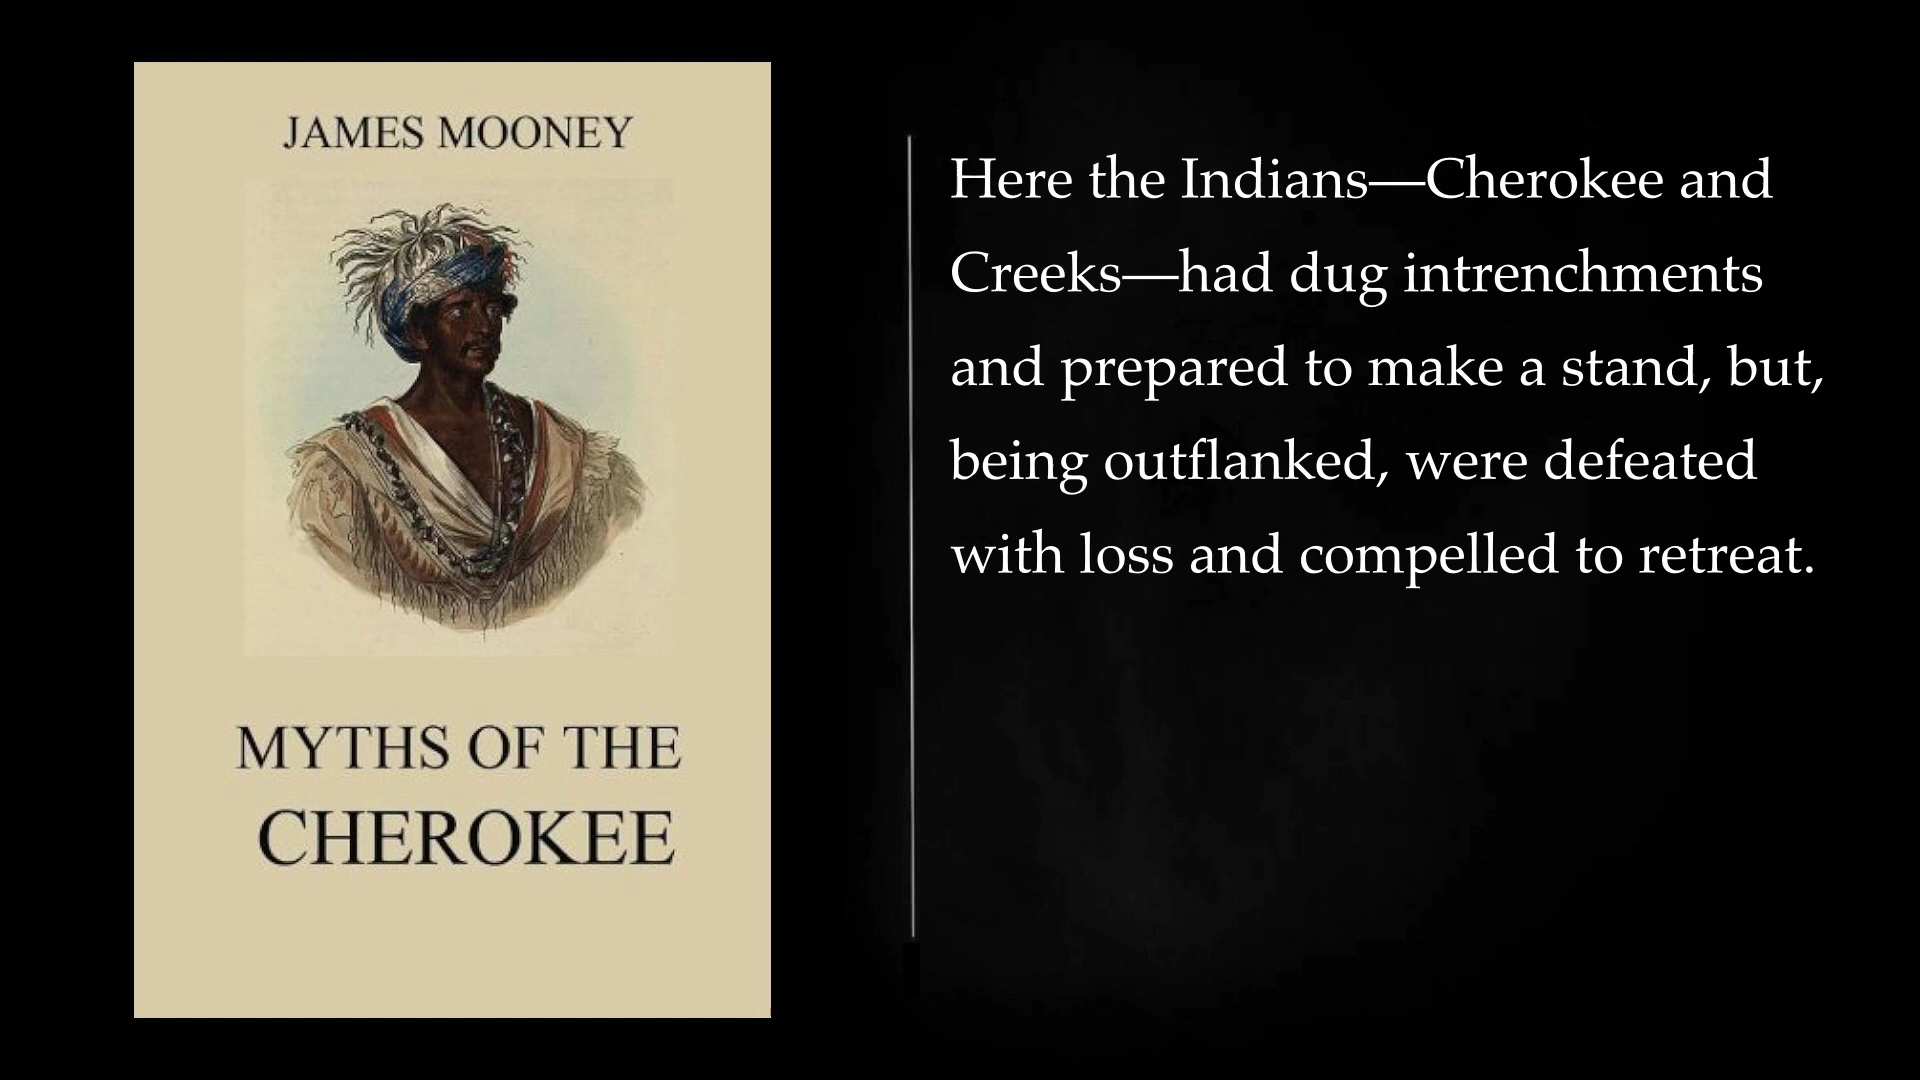 JAMES MOONEY
MYTHS OF THE
CHEROKEE
Here the Indians—Cherokee and
Creeks—had dug intrenchments
and prepared to make a stand, but,
being outflanked, were defeated
with loss and compelled to retreat.